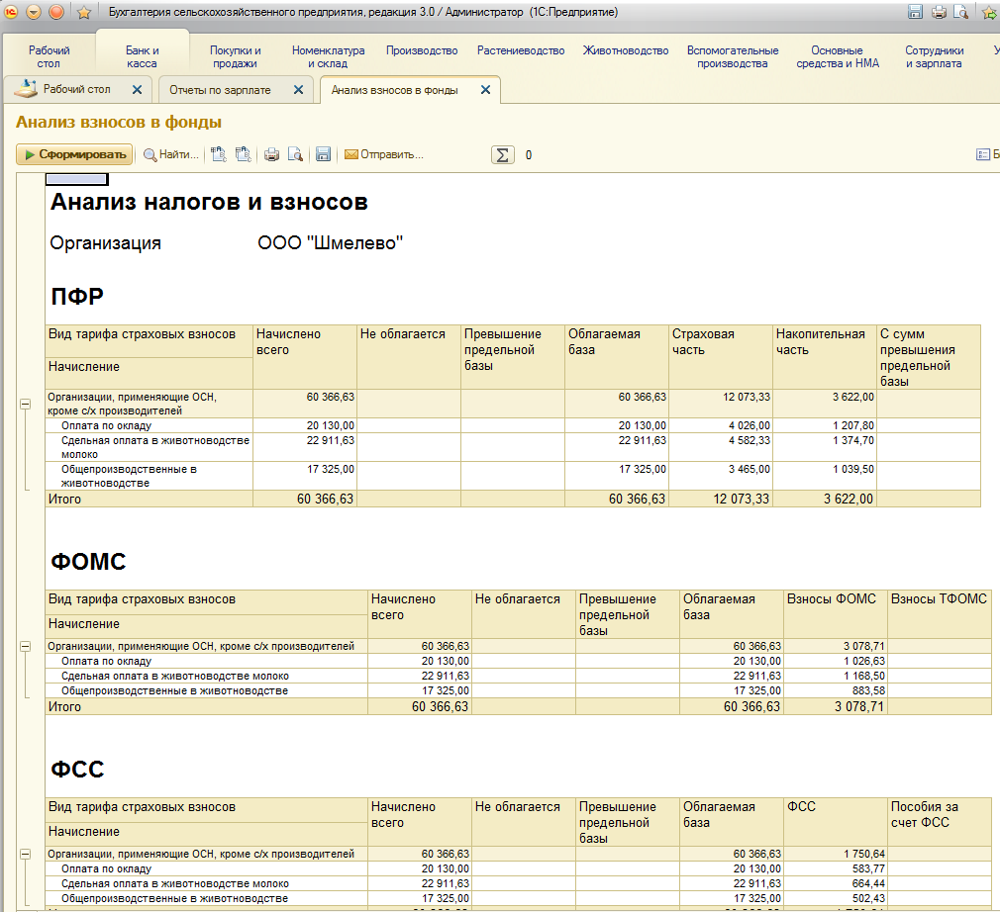 Бухгалтерия сельскохозяйственного предприятия, редакция 3.0 / Администратор (1С:Предприятие)
Рабочий стол
Банк и касса
Покупки и продажи
Номенклатура и склад
Производство
Растениеводство
Животноводство
Вспомогательные производства
Основные средства и НМА
Сотрудники и зарплата
Рабочий стол
Отчеты по зарплате
Анализ взносов в фонды
Анализ взносов в фонды
Сформировать Найти... Отправить... Σ 0
Анализ налогов и взносов
Организация ООО "Шмелево"
ПФР
Вид тарифа страховых взносов Начислено Не облагается Превышение Облагаемая Страховая Накопительная С сумм
всего предельной база часть часть превышения
Начисление базы предельной
базы
Организации, применяющие ОСН, 60 366,63 60 366,63 12 073,33 3 622,00
кроме с/х производителей
Оплата по окладу 20 130,00 20 130,00 4 026,00 1 207,80
Сдельная оплата в животноводстве 22 911,63 22 911,63 4 582,33 1 374,70
молоко
Общепроизводственные в 17 325,00 17 325,00 3 465,00 1 039,50
животноводстве
Итого 60 366,63 60 366,63 12 073,33 3 622,00
ФОМС
Вид тарифа страховых взносов Начислено Не облагается Превышение Облагаемая Взносы ФОМС Взносы ТФОМС
всего предельной база
Начисление базы
Организации, применяющие ОСН, кроме с/х производителей 60 366,63 60 366,63 3 078,71
Оплата по окладу 20 130,00 20 130,00 1 026,63
Сдельная оплата в животноводстве молоко 22 911,63 22 911,63 1 168,50
Общепроизводственные в животноводстве 17 325,00 17 325,00 883,58
Итого 60 366,63 60 366,63 3 078,71
ФСС
Вид тарифа страховых взносов Начислено Не облагается Превышение Облагаемая ФСС Пособия за
всего предельной база счет ФСС
Начисление базы
Организации, применяющие ОСН, кроме с/х производителей 60 366,63 60 366,63 1 750,64
Оплата по окладу 20 130,00 20 130,00 583,77
Сдельная оплата в животноводстве молоко 22 911,63 22 911,63 664,44
Общепроизводственные в животноводстве 17 325,00 17 325,00 502,43